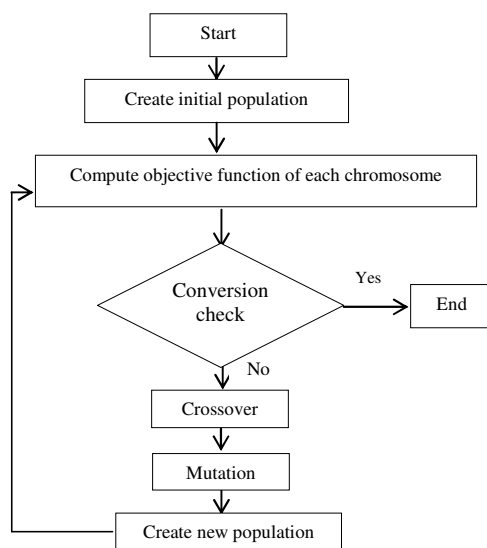 Start
Create initial population
Compute objective function of each chromosome
Conversion
check
Yes
End
No
Crossover
Mutation
Create new population